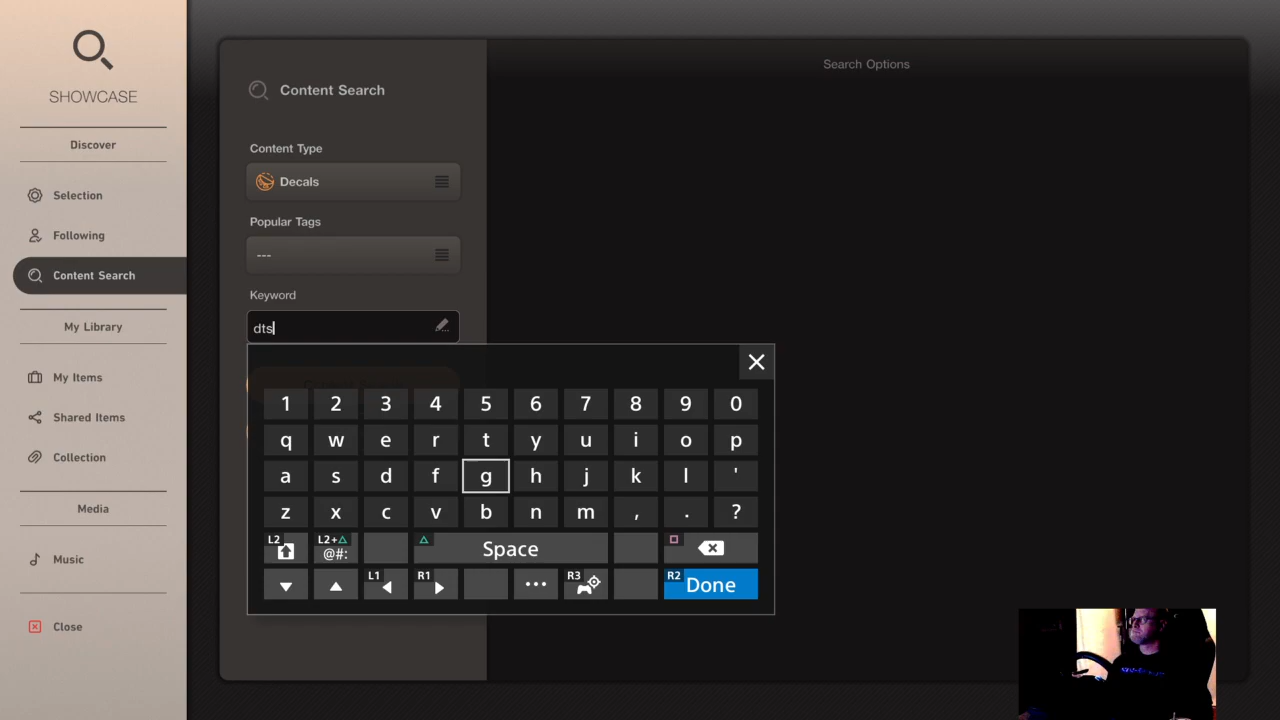 SHOWCASE
Discover
Selection
Following
Content Search
My Library
My Items
Shared Items
Collection
Media
Music
Close
Content Search
Content Type
Decals
Popular Tags
---
Keyword
dts
Search Options
1 2 3 4 5 6 7 8 9 0
q w e r t y u i o p
a s d f g h j k l '
z x c v b n m , . ?
L2 L2+△ @#: △ Space □
L1 R1 ... R3 R2 Done